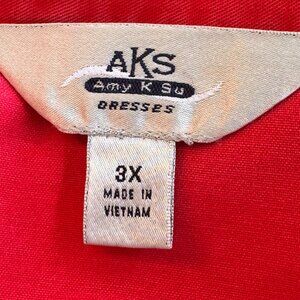 AKS
Amy K Su
DRESSES
3X
MADE IN
VIETNAM